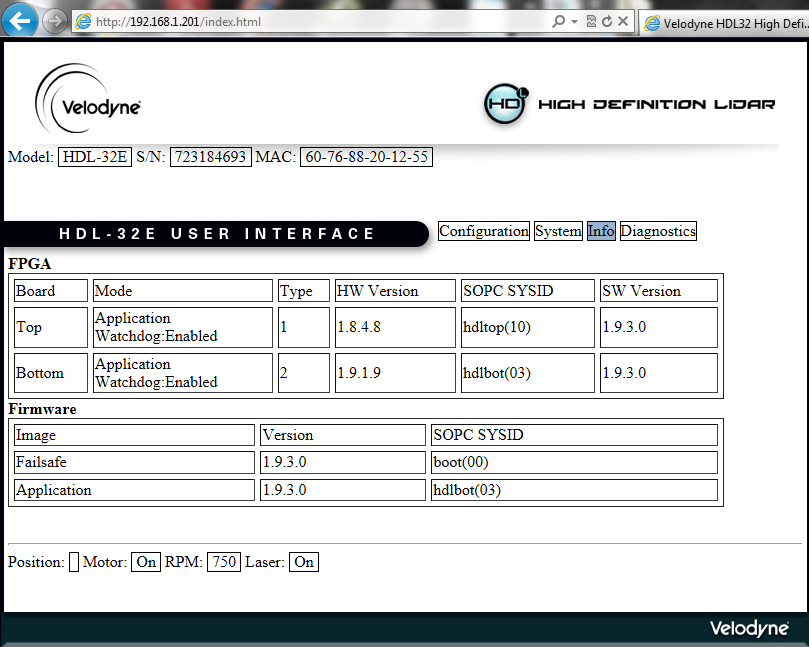 http://192.168.1.201/index.html
Velodyne HDL32 High Defi...
Velodyne
HDL HIGH DEFINITION LIDAR
Model: HDL-32E S/N: 723184693 MAC: 60-76-88-20-12-55
HDL-32E USER INTERFACE Configuration System Info Diagnostics
FPGA
Board Mode Type HW Version SOPC SYSID SW Version
Top Application Watchdog:Enabled 1 1.8.4.8 hdltop(10) 1.9.3.0
Bottom Application Watchdog:Enabled 2 1.9.1.9 hdlbot(03) 1.9.3.0
Firmware
Image Version SOPC SYSID
Failsafe 1.9.3.0 boot(00)
Application 1.9.3.0 hdlbot(03)
Position: Motor: On RPM: 750 Laser: On
Velodyne